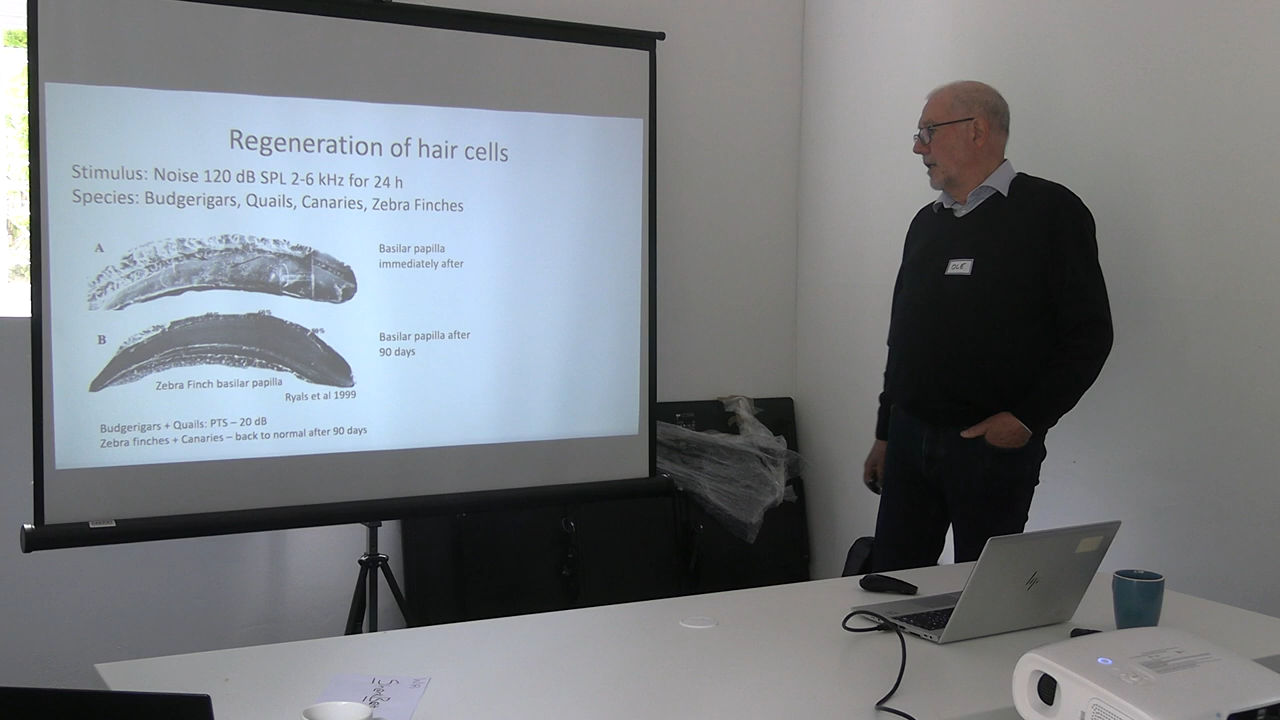 Regeneration of hair cells
Stimulus: Noise 120 dB SPL 2-6 kHz for 24 h
Species: Budgerigars, Quails, Canaries, Zebra Finches
A
Basilar papilla
immediately after
B
Basilar papilla after
90 days
Zebra Finch basilar papilla
Ryals et al 1999
Budgerigars + Quails: PTS – 20 dB
Zebra finches + Canaries – back to normal after 90 days
OLE
hp